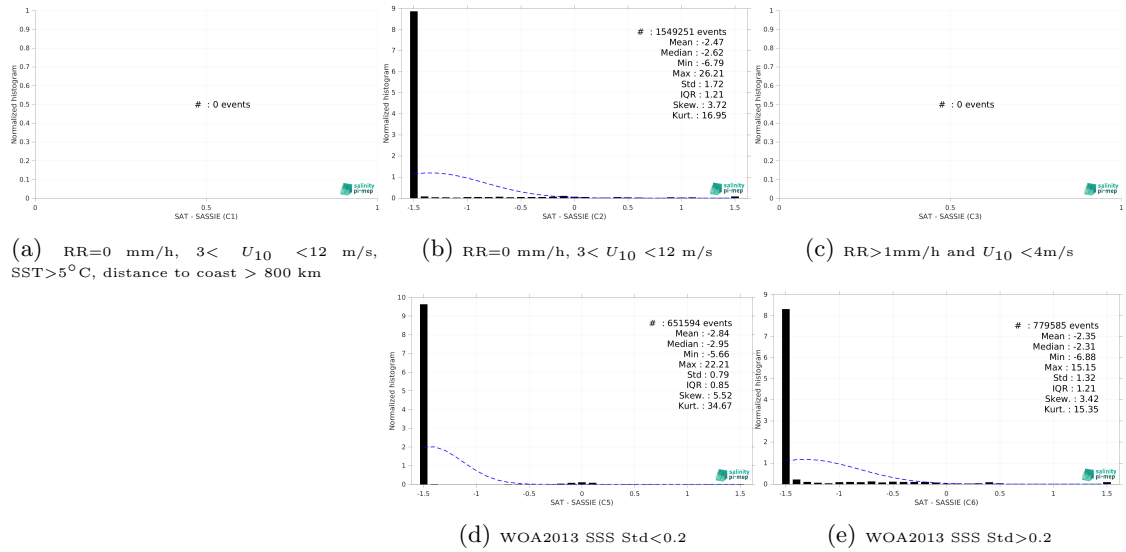 1
0.9
0.8
0.7
0.6
0.5
0.4
0.3
0.2
0.1
0
Normalized histogram
# : 0 events
salinity
pi-mep
0 0.5 1
SAT - SASSIE (C1)
(a) RR=0 mm/h, 3< U10 <12 m/s,
SST>5°C, distance to coast > 800 km
9
8
7
6
5
4
3
2
1
0
Normalized histogram
# : 1549251 events
Mean : -2.47
Median : -2.62
Min : -6.79
Max : 26.21
Std : 1.72
IQR : 1.21
Skew. : 3.72
Kurt. : 16.95
salinity
pi-mep
-1.5 -1 -0.5 0 0.5 1 1.5
SAT - SASSIE (C2)
(b) RR=0 mm/h, 3< U10 <12 m/s
1
0.9
0.8
0.7
0.6
0.5
0.4
0.3
0.2
0.1
0
Normalized histogram
# : 0 events
salinity
pi-mep
0 0.5 1
SAT - SASSIE (C3)
(c) RR>1mm/h and U10 <4m/s
10
9
8
7
6
5
4
3
2
1
0
Normalized histogram
# : 651594 events
Mean : -2.84
Median : -2.95
Min : -5.66
Max : 22.21
Std : 0.79
IQR : 0.85
Skew. : 5.52
Kurt. : 34.67
salinity
pi-mep
-1.5 -1 -0.5 0 0.5 1 1.5
SAT - SASSIE (C5)
(d) WOA2013 SSS Std<0.2
9
8
7
6
5
4
3
2
1
0
Normalized histogram
# : 779585 events
Mean : -2.35
Median : -2.31
Min : -6.88
Max : 15.15
Std : 1.32
IQR : 1.21
Skew. : 3.42
Kurt. : 15.35
salinity
pi-mep
-1.5 -1 -0.5 0 0.5 1 1.5
SAT - SASSIE (C6)
(e) WOA2013 SSS Std>0.2